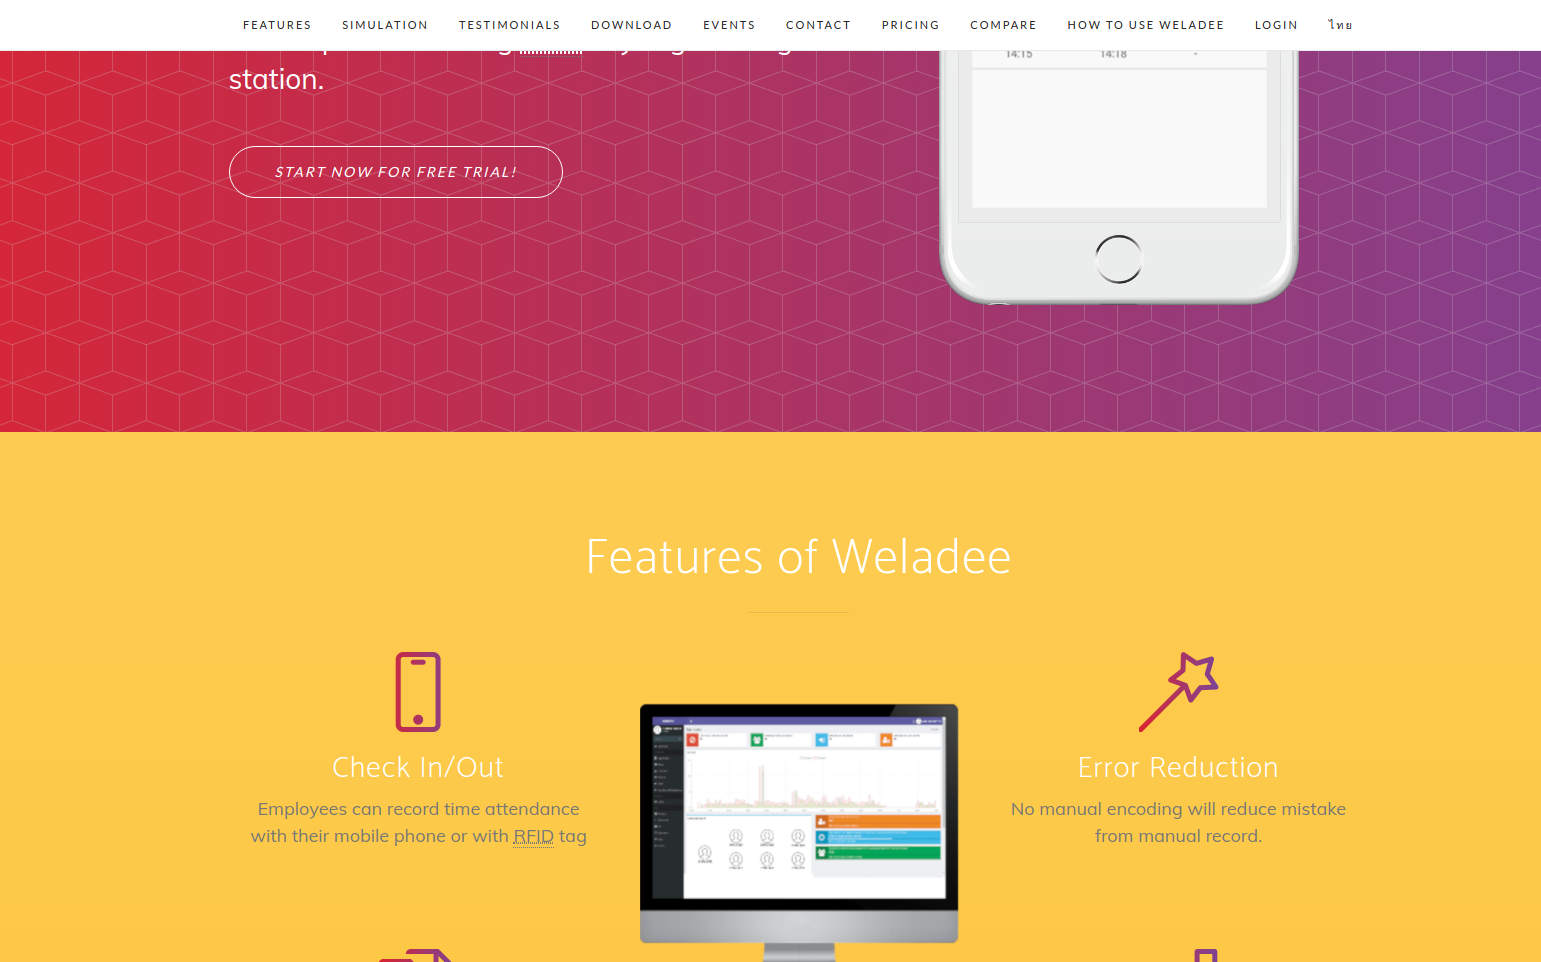 FEATURES SIMULATION TESTIMONIALS DOWNLOAD EVENTS CONTACT PRICING COMPARE HOW TO USE WELADEE LOGIN ไทย
14:15 14:18 -
station.
START NOW FOR FREE TRIAL!
Features of Weladee
Check In/Out
Employees can record time attendance
with their mobile phone or with RFID tag
Error Reduction
No manual encoding will reduce mistake
from manual record.